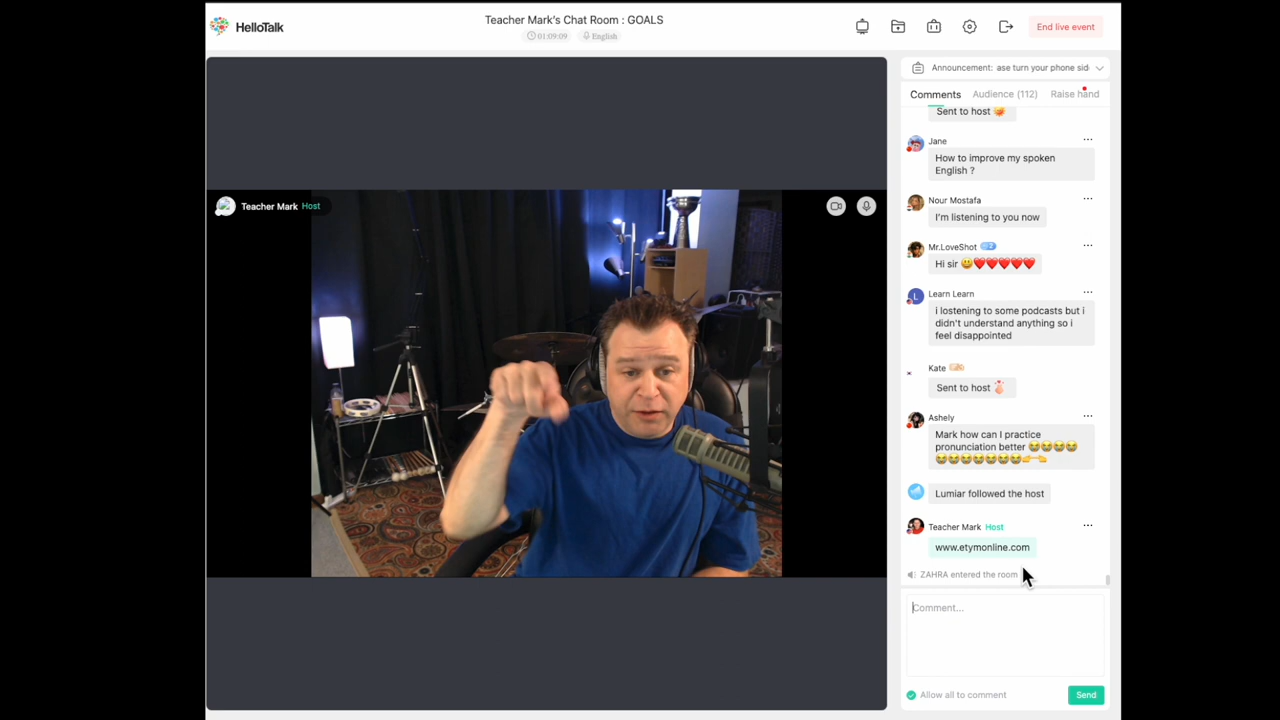 HelloTalk
Teacher Mark's Chat Room : GOALS
01:09:09 English
End live event
Announcement: ase turn your phone sid
Comments Audience (112) Raise hand
Sent to host
Jane
How to improve my spoken
English ?
Nour Mostafa
I'm listening to you now
Mr.LoveShot 2
Hi sir 😃❤️❤️❤️❤️❤️
L Learn Learn
i lostening to some podcasts but i
didn't understand anything so i
feel disappointed
Kate
Sent to host
Ashely
Mark how can I practice
pronunciation better 😭😭😭😭
😭😭😭😭😭😭😭🫱🫲
Lumiar followed the host
Teacher Mark Host
www.etymonline.com
ZAHRA entered the room
Comment...
Allow all to comment
Send
Teacher Mark Host